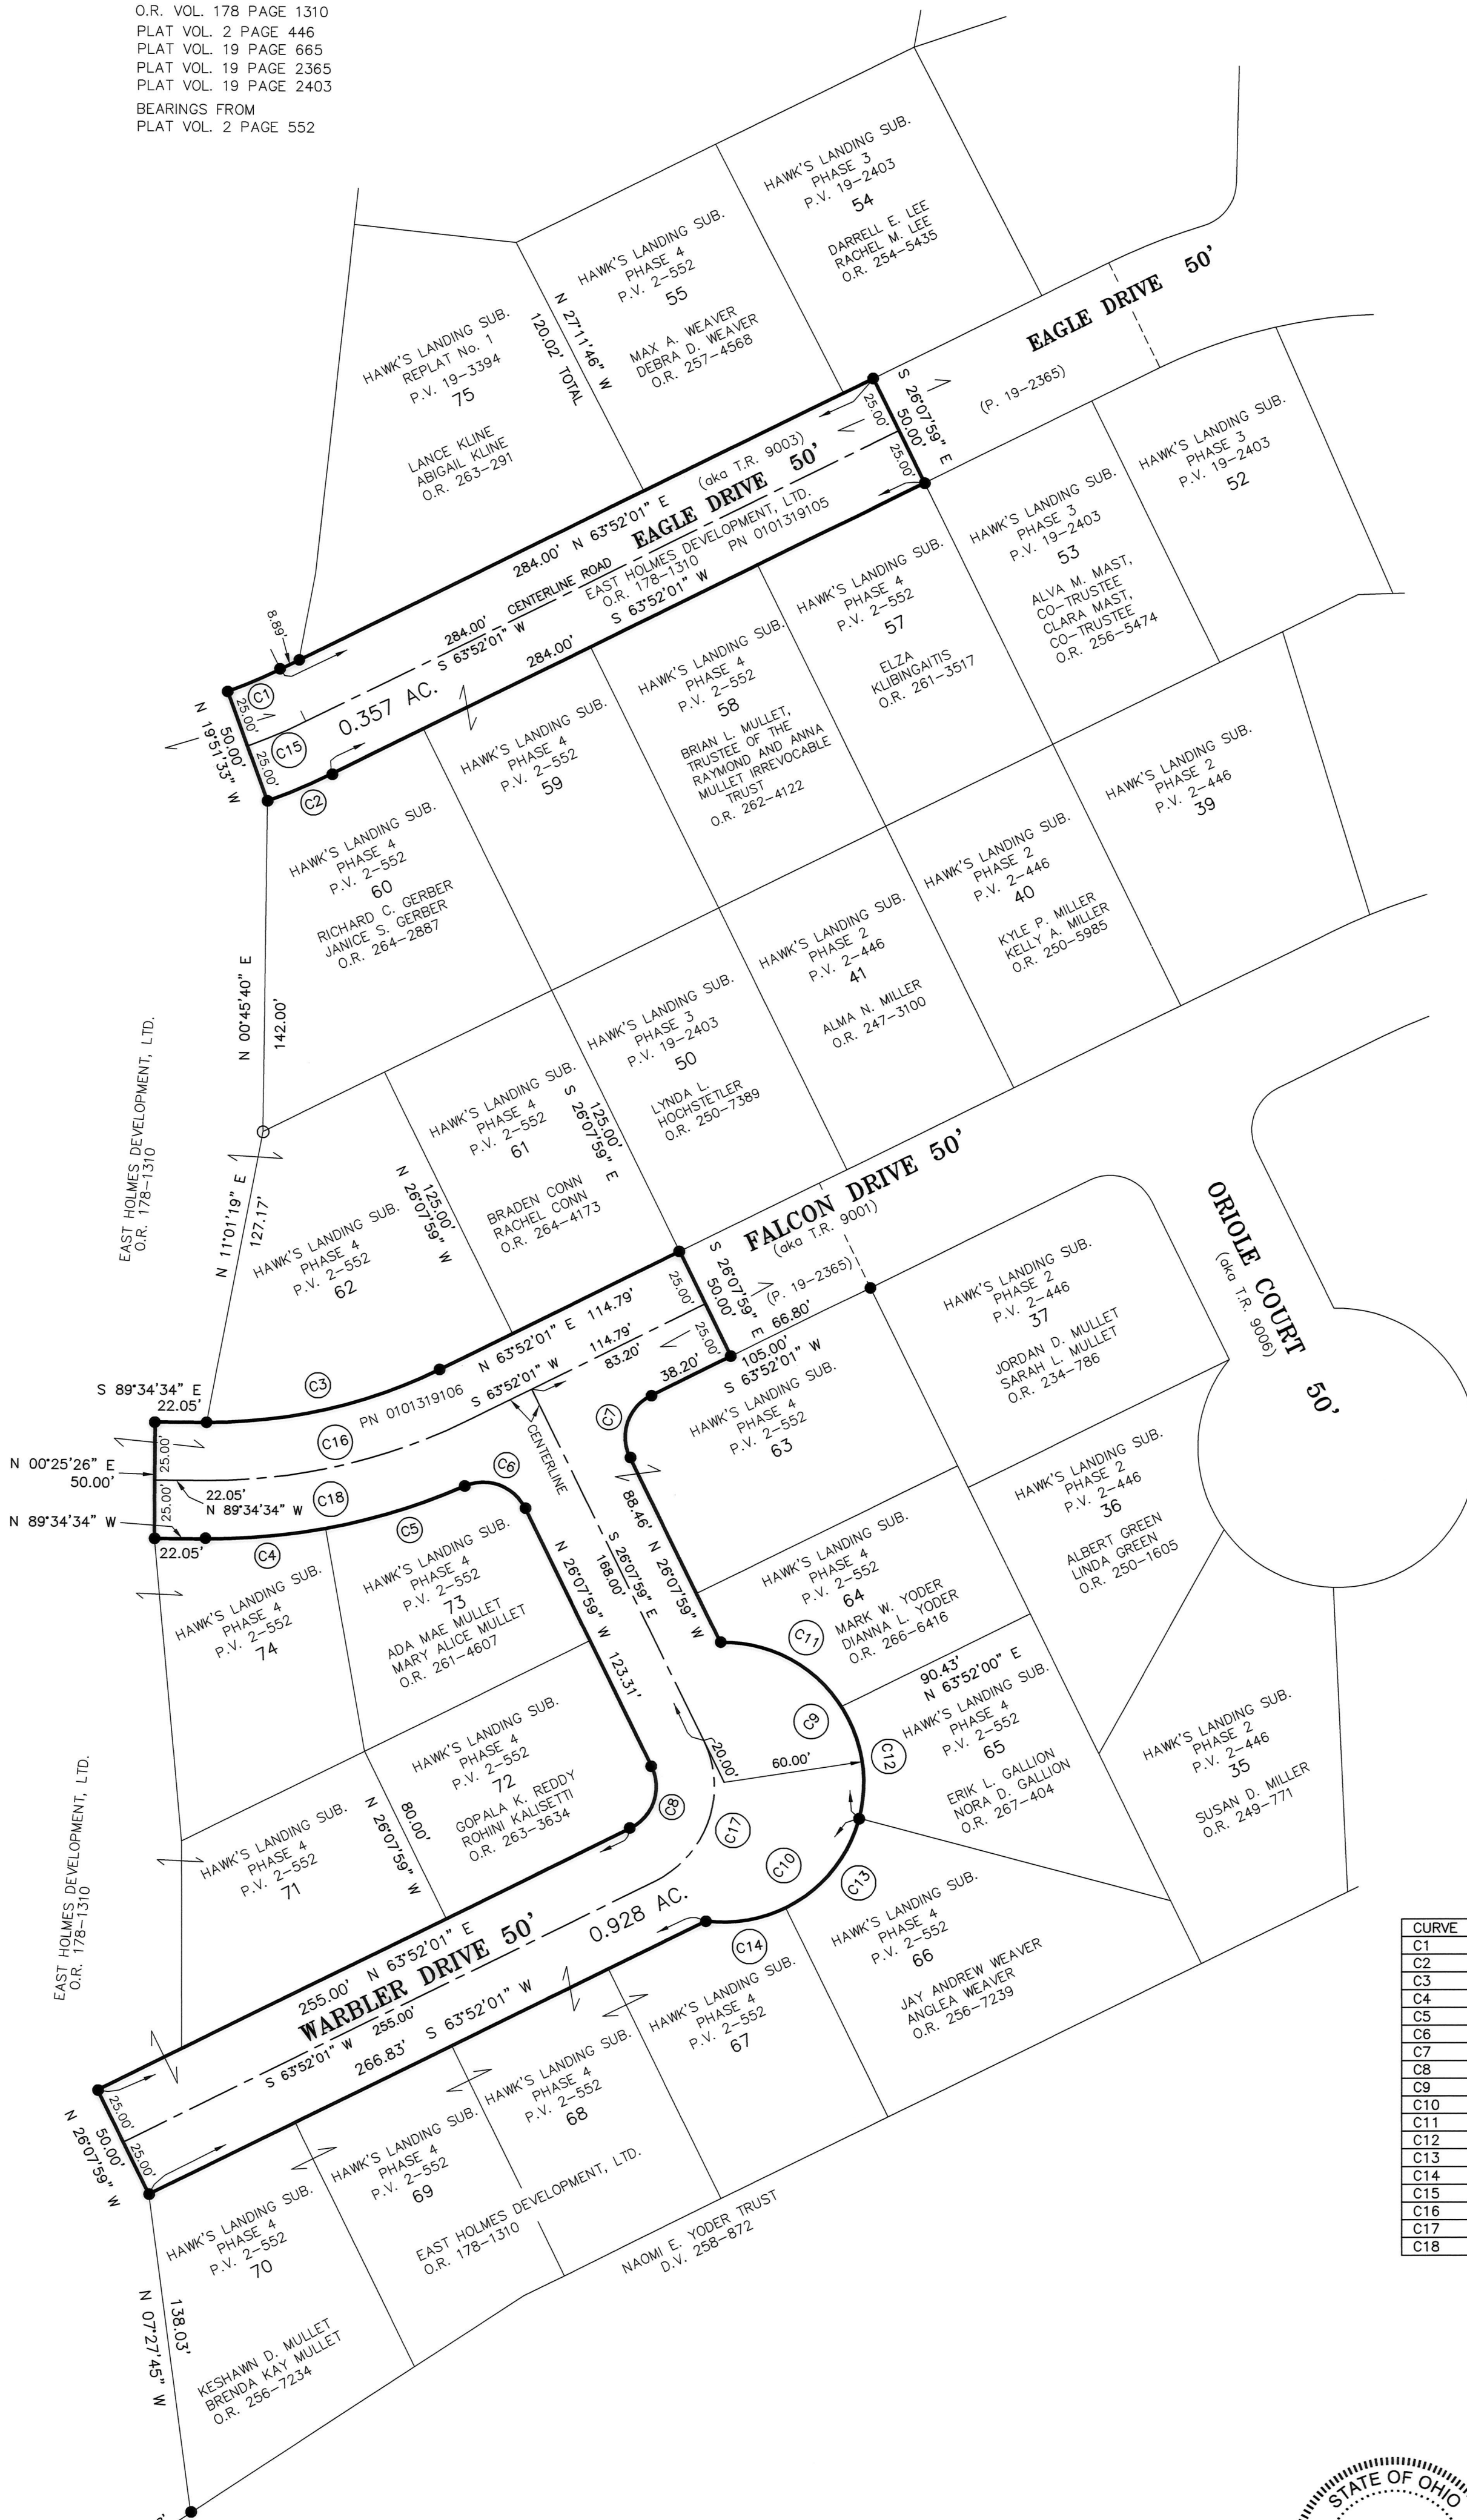 O.R. VOL. 178 PAGE 1310
PLAT VOL. 2 PAGE 446
PLAT VOL. 19 PAGE 665
PLAT VOL. 19 PAGE 2365
PLAT VOL. 19 PAGE 2403
BEARINGS FROM
PLAT VOL. 2 PAGE 552
HAWK'S LANDING SUB.
PHASE 3
P.V. 19-2403
54
DARRELL E. LEE
RACHEL M. LEE
O.R. 254-5435
HAWK'S LANDING SUB.
PHASE 4
P.V. 2-552
55
MAX A. WEAVER
DEBRA D. WEAVER
O.R. 257-4568
N 27°11'46" W
120.02' TOTAL
HAWK'S LANDING SUB.
REPLAT No. 1
P.V. 19-3394
75
LANCE KLINE
ABIGAIL KLINE
O.R. 263-291
EAGLE DRIVE 50'
(P. 19-2365)
S 26°07'59" E
50.00'
25.00'
25.00'
284.00' N 63°52'01" E
(aka T.R. 9003)
EAGLE DRIVE 50'
284.00' CENTERLINE ROAD
S 63°52'01" W
EAST HOLMES DEVELOPMENT, LTD.
O.R. 178-1310
PN 0101319105
284.00'
S 63°52'01" W
0.357 AC.
8.89'
C1
C15
C2
25.00'
25.00'
50.00'
N 19°51'33" W
HAWK'S LANDING SUB.
PHASE 3
P.V. 19-2403
52
HAWK'S LANDING SUB.
PHASE 3
P.V. 19-2403
53
ALVA M. MAST,
CO-TRUSTEE
CLARA MAST,
CO-TRUSTEE
O.R. 256-5474
HAWK'S LANDING SUB.
PHASE 4
P.V. 2-552
57
ELZA
KLIBINGAITIS
O.R. 261-3517
HAWK'S LANDING SUB.
PHASE 4
P.V. 2-552
58
BRIAN L. MULLET,
TRUSTEE OF THE
RAYMOND AND ANNA
MULLET IRREVOCABLE
TRUST
O.R. 262-4122
HAWK'S LANDING SUB.
PHASE 4
P.V. 2-552
59
HAWK'S LANDING SUB.
PHASE 4
P.V. 2-552
60
RICHARD C. GERBER
JANICE S. GERBER
O.R. 264-2887
HAWK'S LANDING SUB.
PHASE 2
P.V. 2-446
39
HAWK'S LANDING SUB.
PHASE 2
P.V. 2-446
40
KYLE P. MILLER
KELLY A. MILLER
O.R. 250-5985
HAWK'S LANDING SUB.
PHASE 2
P.V. 2-446
41
ALMA N. MILLER
O.R. 247-3100
HAWK'S LANDING SUB.
PHASE 3
P.V. 19-2403
50
LYNDA L.
HOCHSTETLER
O.R. 250-7389
125.00'
S 26°07'59" E
HAWK'S LANDING SUB.
PHASE 4
P.V. 2-552
61
BRADEN CONN
RACHEL CONN
O.R. 264-4173
125.00'
N 26°07'59" W
HAWK'S LANDING SUB.
PHASE 4
P.V. 2-552
62
N 00°45'40" E
142.00'
N 11°01'19" E
127.17'
EAST HOLMES DEVELOPMENT, LTD.
O.R. 178-1310
FALCON DRIVE 50'
(aka T.R. 9001)
(P. 19-2365)
S 26°07'59" E
50.00'
25.00'
25.00'
66.80'
105.00'
S 63°52'01" W
38.20'
N 63°52'01" E 114.79'
114.79'
S 63°52'01" W
83.20'
PN 0101319106
C3
C16
C18
C4
C5
C6
C7
S 89°34'34" E
22.05'
N 00°25'26" E
50.00'
25.00'
25.00'
22.05'
N 89°34'34" W
N 89°34'34" W
22.05'
CENTERLINE
S 26°07'59" E
168.00'
ORIOLE COURT 50'
(aka T.R. 9006)
HAWK'S LANDING SUB.
PHASE 2
P.V. 2-446
37
JORDAN D. MULLET
SARAH L. MULLET
O.R. 234-786
HAWK'S LANDING SUB.
PHASE 4
P.V. 2-552
63
HAWK'S LANDING SUB.
PHASE 2
P.V. 2-446
36
ALBERT GREEN
LINDA GREEN
O.R. 250-1605
88.46' N 26°07'59" W
HAWK'S LANDING SUB.
PHASE 4
P.V. 2-552
64
MARK W. YODER
DIANNA L. YODER
O.R. 266-6416
C11
90.43'
N 63°52'00" E
HAWK'S LANDING SUB.
PHASE 4
P.V. 2-552
65
ERIK L. GALLION
NORA D. GALLION
O.R. 267-404
C9
C12
60.00'
20.00'
C17
C10
C13
C14
C8
HAWK'S LANDING SUB.
PHASE 2
P.V. 2-446
35
SUSAN D. MILLER
O.R. 249-771
HAWK'S LANDING SUB.
PHASE 4
P.V. 2-552
74
HAWK'S LANDING SUB.
PHASE 4
P.V. 2-552
73
ADA MAE MULLET
MARY ALICE MULLET
O.R. 261-4607
N 26°07'59" W 123.31'
HAWK'S LANDING SUB.
PHASE 4
P.V. 2-552
72
GOPALA K. REDDY
ROHINI KALISETTI
O.R. 263-3634
80.00'
N 26°07'59" W
HAWK'S LANDING SUB.
PHASE 4
P.V. 2-552
71
EAST HOLMES DEVELOPMENT, LTD.
O.R. 178-1310
255.00' N 63°52'01" E
WARBLER DRIVE 50'
S 63°52'01" W 255.00'
266.83' S 63°52'01" W
0.928 AC.
25.00'
25.00'
50.00'
N 26°07'59" W
HAWK'S LANDING SUB.
PHASE 4
P.V. 2-552
66
JAY ANDREW WEAVER
ANGLEA WEAVER
O.R. 256-7239
HAWK'S LANDING SUB.
PHASE 4
P.V. 2-552
67
HAWK'S LANDING SUB.
PHASE 4
P.V. 2-552
68
HAWK'S LANDING SUB.
PHASE 4
P.V. 2-552
69
EAST HOLMES DEVELOPMENT, LTD.
O.R. 178-1310
HAWK'S LANDING SUB.
PHASE 4
P.V. 2-552
70
KESHAWN D. MULLET
BRENDA KAY MULLET
O.R. 256-7234
138.03'
N 07°27'45" W
NAOMI E. YODER TRUST
D.V. 258-872
CURVE
C1
C2
C3
C4
C5
C6
C7
C8
C9
C10
C11
C12
C13
C14
C15
C16
C17
C18
STATE OF OHIO